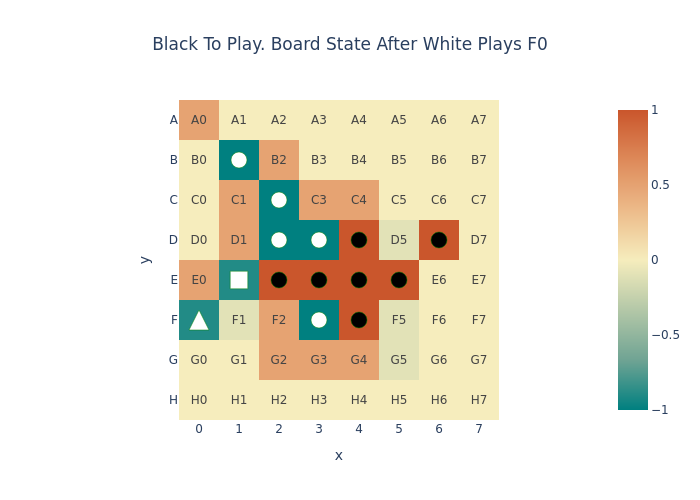 Black To Play. Board State After White Plays F0
A A0 A1 A2 A3 A4 A5 A6 A7
B B0 B2 B3 B4 B5 B6 B7
C C0 C1 C3 C4 C5 C6 C7
D D0 D1 D5 D7
E E0 E6 E7
F F1 F2 F5 F6 F7
G G0 G1 G2 G3 G4 G5 G6 G7
H H0 H1 H2 H3 H4 H5 H6 H7
0 1 2 3 4 5 6 7
x
y
1
0.5
0
−0.5
−1